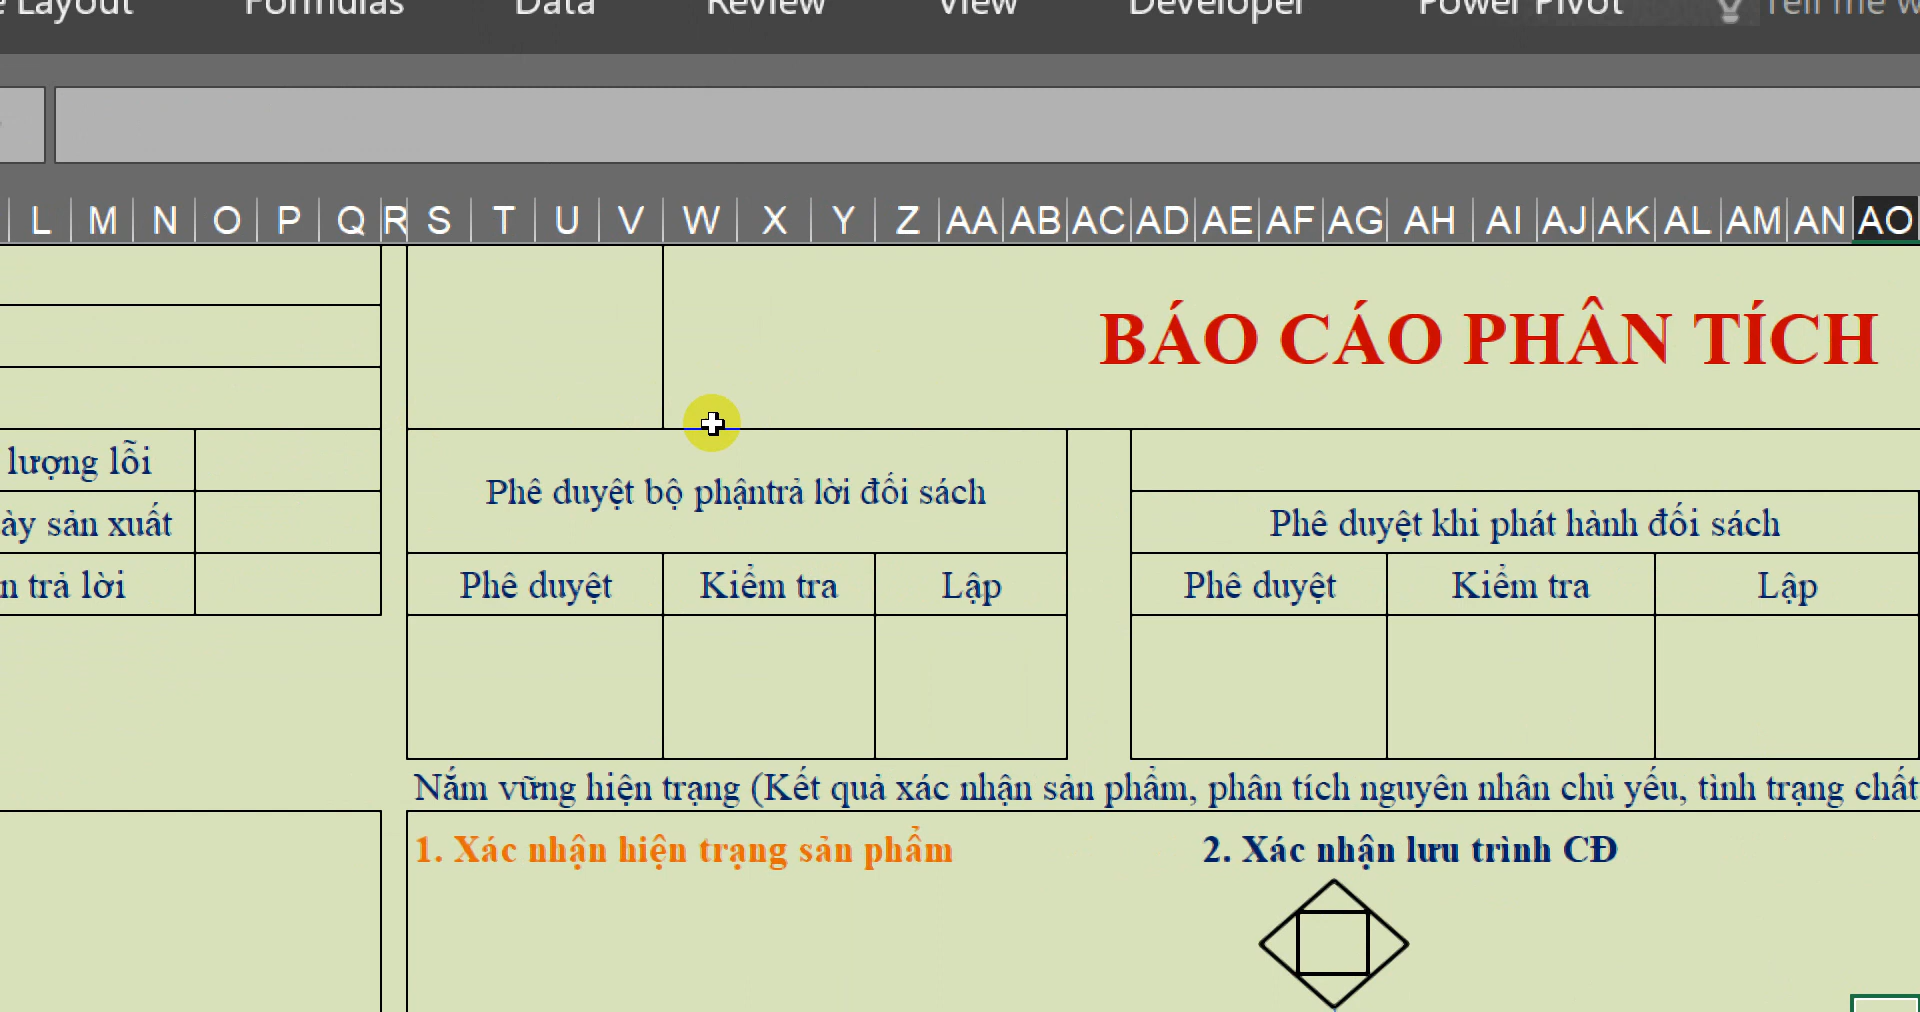 Layout Formulas Data Review View Developer Power Pivot Tell me w
L M N O P Q R S T U V W X Y Z AA AB AC AD AE AF AG AH AI AJ AK AL AM AN AO
BÁO CÁO PHÂN TÍCH
lượng lỗi
Phê duyệt bộ phậntrả lời đối sách
ày sản xuất
Phê duyệt khi phát hành đối sách
n trả lời
Phê duyệt Kiểm tra Lập
Phê duyệt Kiểm tra Lập
Nắm vững hiện trạng (Kết quả xác nhận sản phẩm, phân tích nguyên nhân chủ yếu, tình trạng chất
1. Xác nhận hiện trạng sản phẩm
2. Xác nhận lưu trình CĐ